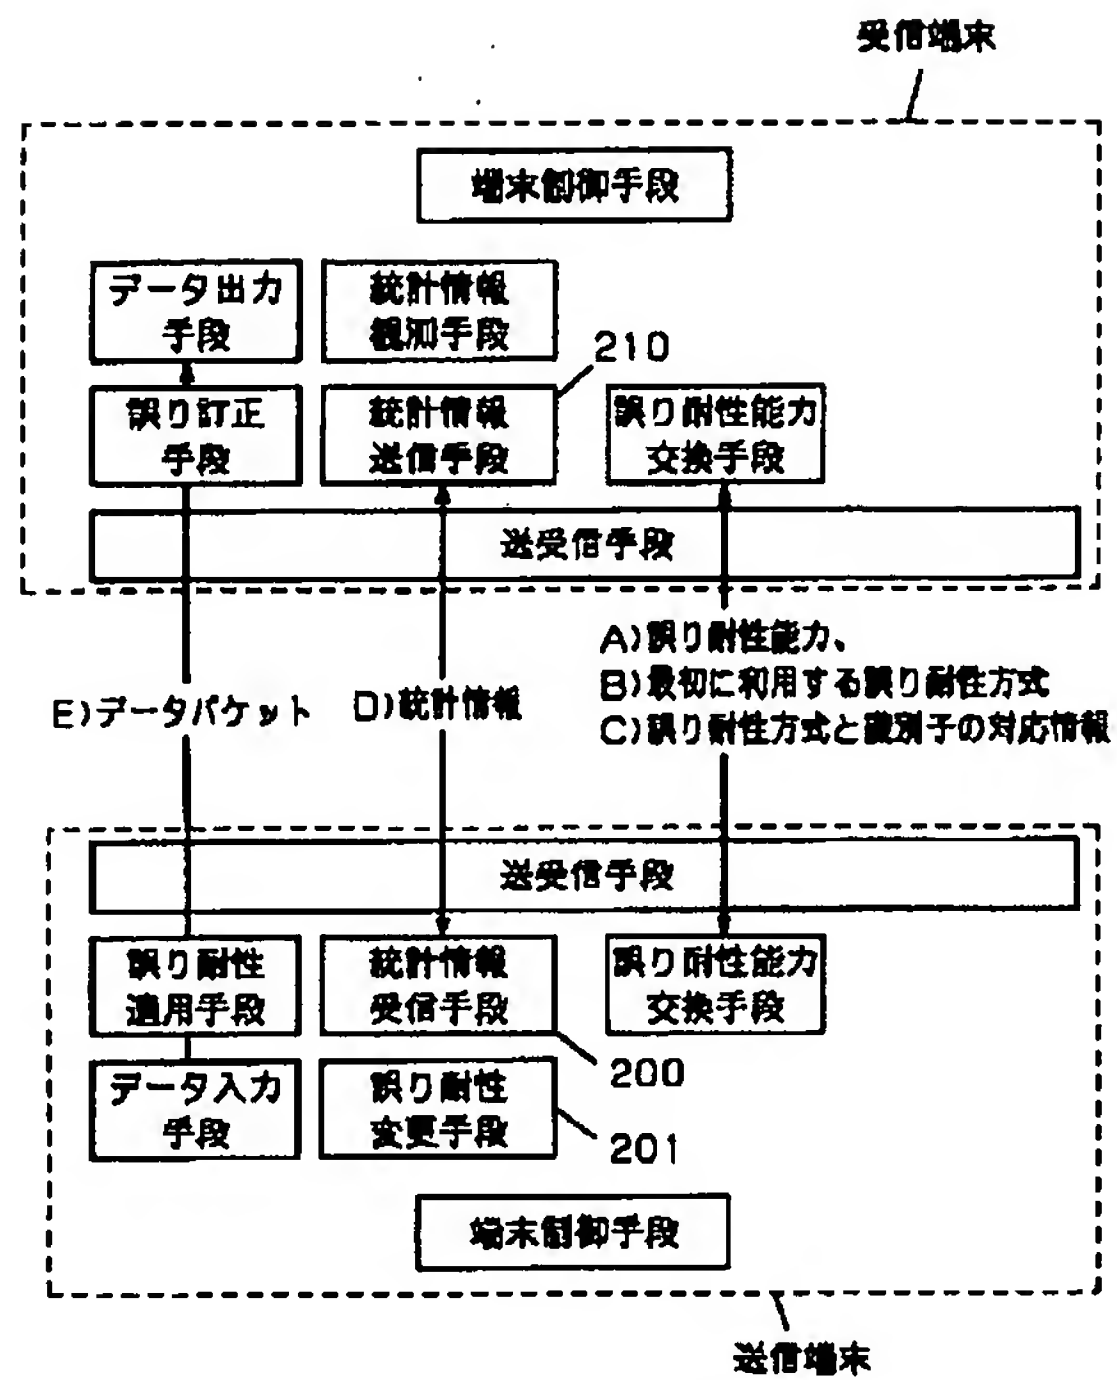 受信端末
端末制御手段
データ出力
手段
統計情報
観測手段
210
誤り訂正
手段
統計情報
送信手段
誤り耐性能力
交換手段
送受信手段
A)誤り耐性能力、
B)最初に利用する誤り耐性方式
C)誤り耐性方式と識別子の対応情報
E)データパケット
D)統計情報
送受信手段
誤り耐性
適用手段
統計情報
受信手段
誤り耐性能力
交換手段
200
データ入力
手段
誤り耐性
変更手段
201
端末制御手段
送信端末